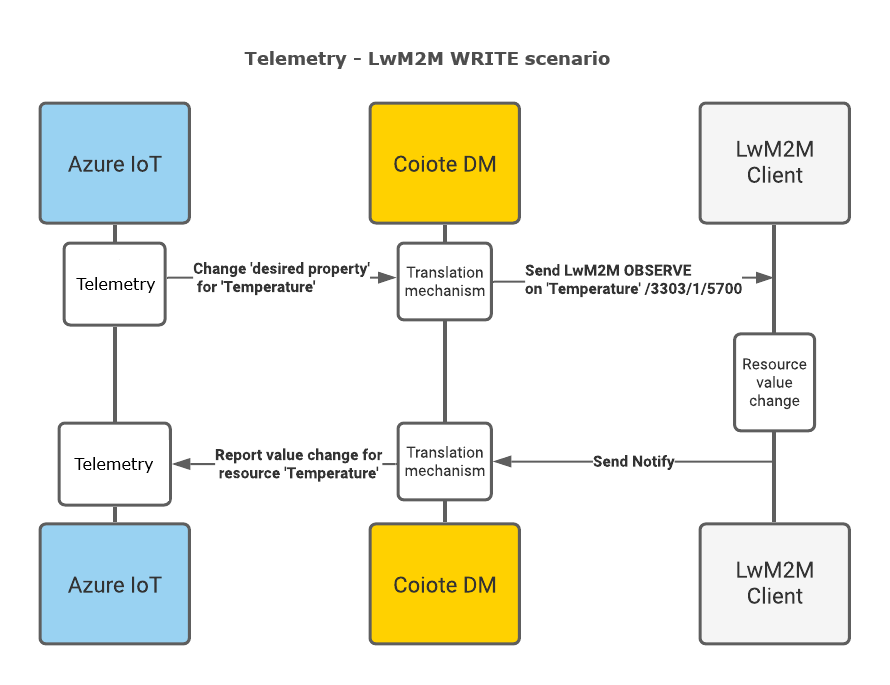 Telemetry - LwM2M WRITE scenario
Azure IoT
Coiote DM
LwM2M
Client
Telemetry
Change 'desired property'
for 'Temperature'
Translation
mechanism
Send LwM2M OBSERVE
on 'Temperature' /3303/1/5700
Resource
value
change
Telemetry
Report value change for
resource 'Temperature'
Translation
mechanism
Send Notify
Azure IoT
Coiote DM
LwM2M
Client